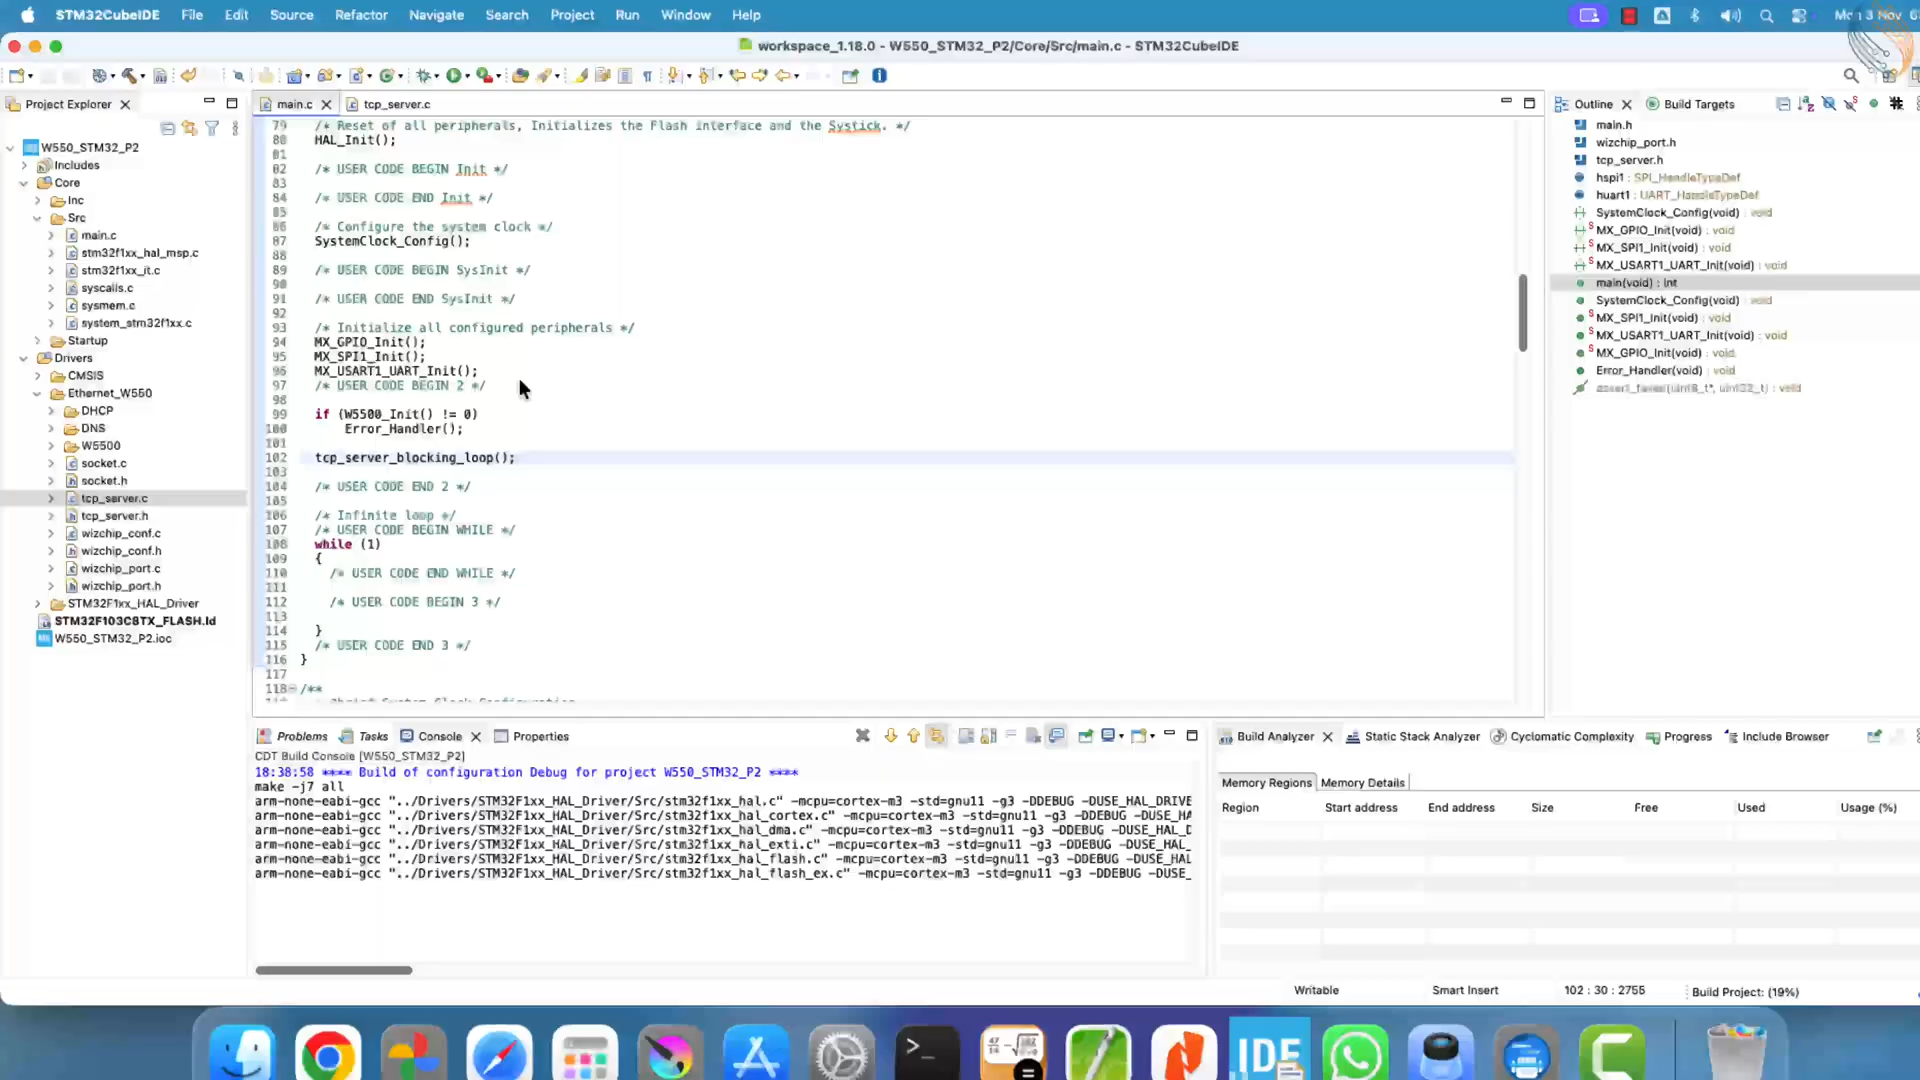 STM32CubeIDE File Edit Source Refactor Navigate Search Project Run Window Help Mon 3 Nov
workspace_1.18.0 - W550_STM32_P2/Core/Src/main.c - STM32CubeIDE
Project Explorer
W550_STM32_P2
Includes
Core
Inc
Src
main.c
stm32f1xx_hal_msp.c
stm32f1xx_it.c
syscalls.c
sysmem.c
system_stm32f1xx.c
Startup
Drivers
CMSIS
Ethernet_W550
DHCP
DNS
W5500
socket.c
socket.h
tcp_server.c
tcp_server.h
wizchip_conf.c
wizchip_conf.h
wizchip_port.c
wizchip_port.h
STM32F1xx_HAL_Driver
STM32F103C8TX_FLASH.ld
W550_STM32_P2.ioc
main.c tcp_server.c
79 /* Reset of all peripherals, Initializes the Flash interface and the Systick. */
80 HAL_Init();
81
82 /* USER CODE BEGIN Init */
83
84 /* USER CODE END Init */
85
86 /* Configure the system clock */
87 SystemClock_Config();
88
89 /* USER CODE BEGIN SysInit */
90
91 /* USER CODE END SysInit */
92
93 /* Initialize all configured peripherals */
94 MX_GPIO_Init();
95 MX_SPI1_Init();
96 MX_USART1_UART_Init();
97 /* USER CODE BEGIN 2 */
98
99 if (W5500_Init() != 0)
100 Error_Handler();
101
102 tcp_server_blocking_loop();
103
104 /* USER CODE END 2 */
105
106 /* Infinite loop */
107 /* USER CODE BEGIN WHILE */
108 while (1)
109 {
110 /* USER CODE END WHILE */
111
112 /* USER CODE BEGIN 3 */
113
114 }
115 /* USER CODE END 3 */
116 }
117
118 /**
Outline Build Targets
main.h
wizchip_port.h
tcp_server.h
hspi1 : SPI_HandleTypeDef
huart1 : UART_HandleTypeDef
SystemClock_Config(void) : void
MX_GPIO_Init(void) : void
MX_SPI1_Init(void) : void
MX_USART1_UART_Init(void) : void
main(void) : int
SystemClock_Config(void) : void
MX_SPI1_Init(void) : void
MX_USART1_UART_Init(void) : void
MX_GPIO_Init(void) : void
Error_Handler(void) : void
assert_failed(uint8_t*, uint32_t) : void
Problems Tasks Console Properties
CDT Build Console [W550_STM32_P2]
18:38:58 **** Build of configuration Debug for project W550_STM32_P2 ****
make -j7 all
arm-none-eabi-gcc "../Drivers/STM32F1xx_HAL_Driver/Src/stm32f1xx_hal.c" -mcpu=cortex-m3 -std=gnu11 -g3 -DDEBUG -DUSE_HAL_DRIVE
arm-none-eabi-gcc "../Drivers/STM32F1xx_HAL_Driver/Src/stm32f1xx_hal_cortex.c" -mcpu=cortex-m3 -std=gnu11 -g3 -DDEBUG -DUSE_HA
arm-none-eabi-gcc "../Drivers/STM32F1xx_HAL_Driver/Src/stm32f1xx_hal_dma.c" -mcpu=cortex-m3 -std=gnu11 -g3 -DDEBUG -DUSE_HAL_D
arm-none-eabi-gcc "../Drivers/STM32F1xx_HAL_Driver/Src/stm32f1xx_hal_exti.c" -mcpu=cortex-m3 -std=gnu11 -g3 -DDEBUG -DUSE_HAL_
arm-none-eabi-gcc "../Drivers/STM32F1xx_HAL_Driver/Src/stm32f1xx_hal_flash.c" -mcpu=cortex-m3 -std=gnu11 -g3 -DDEBUG -DUSE_HAL
arm-none-eabi-gcc "../Drivers/STM32F1xx_HAL_Driver/Src/stm32f1xx_hal_flash_ex.c" -mcpu=cortex-m3 -std=gnu11 -g3 -DDEBUG -DUSE_
Build Analyzer Static Stack Analyzer Cyclomatic Complexity Progress Include Browser
Memory Regions Memory Details
Region Start address End address Size Free Used Usage (%)
Writable Smart Insert 102 : 30 : 2755 Build Project: (19%)
IDE